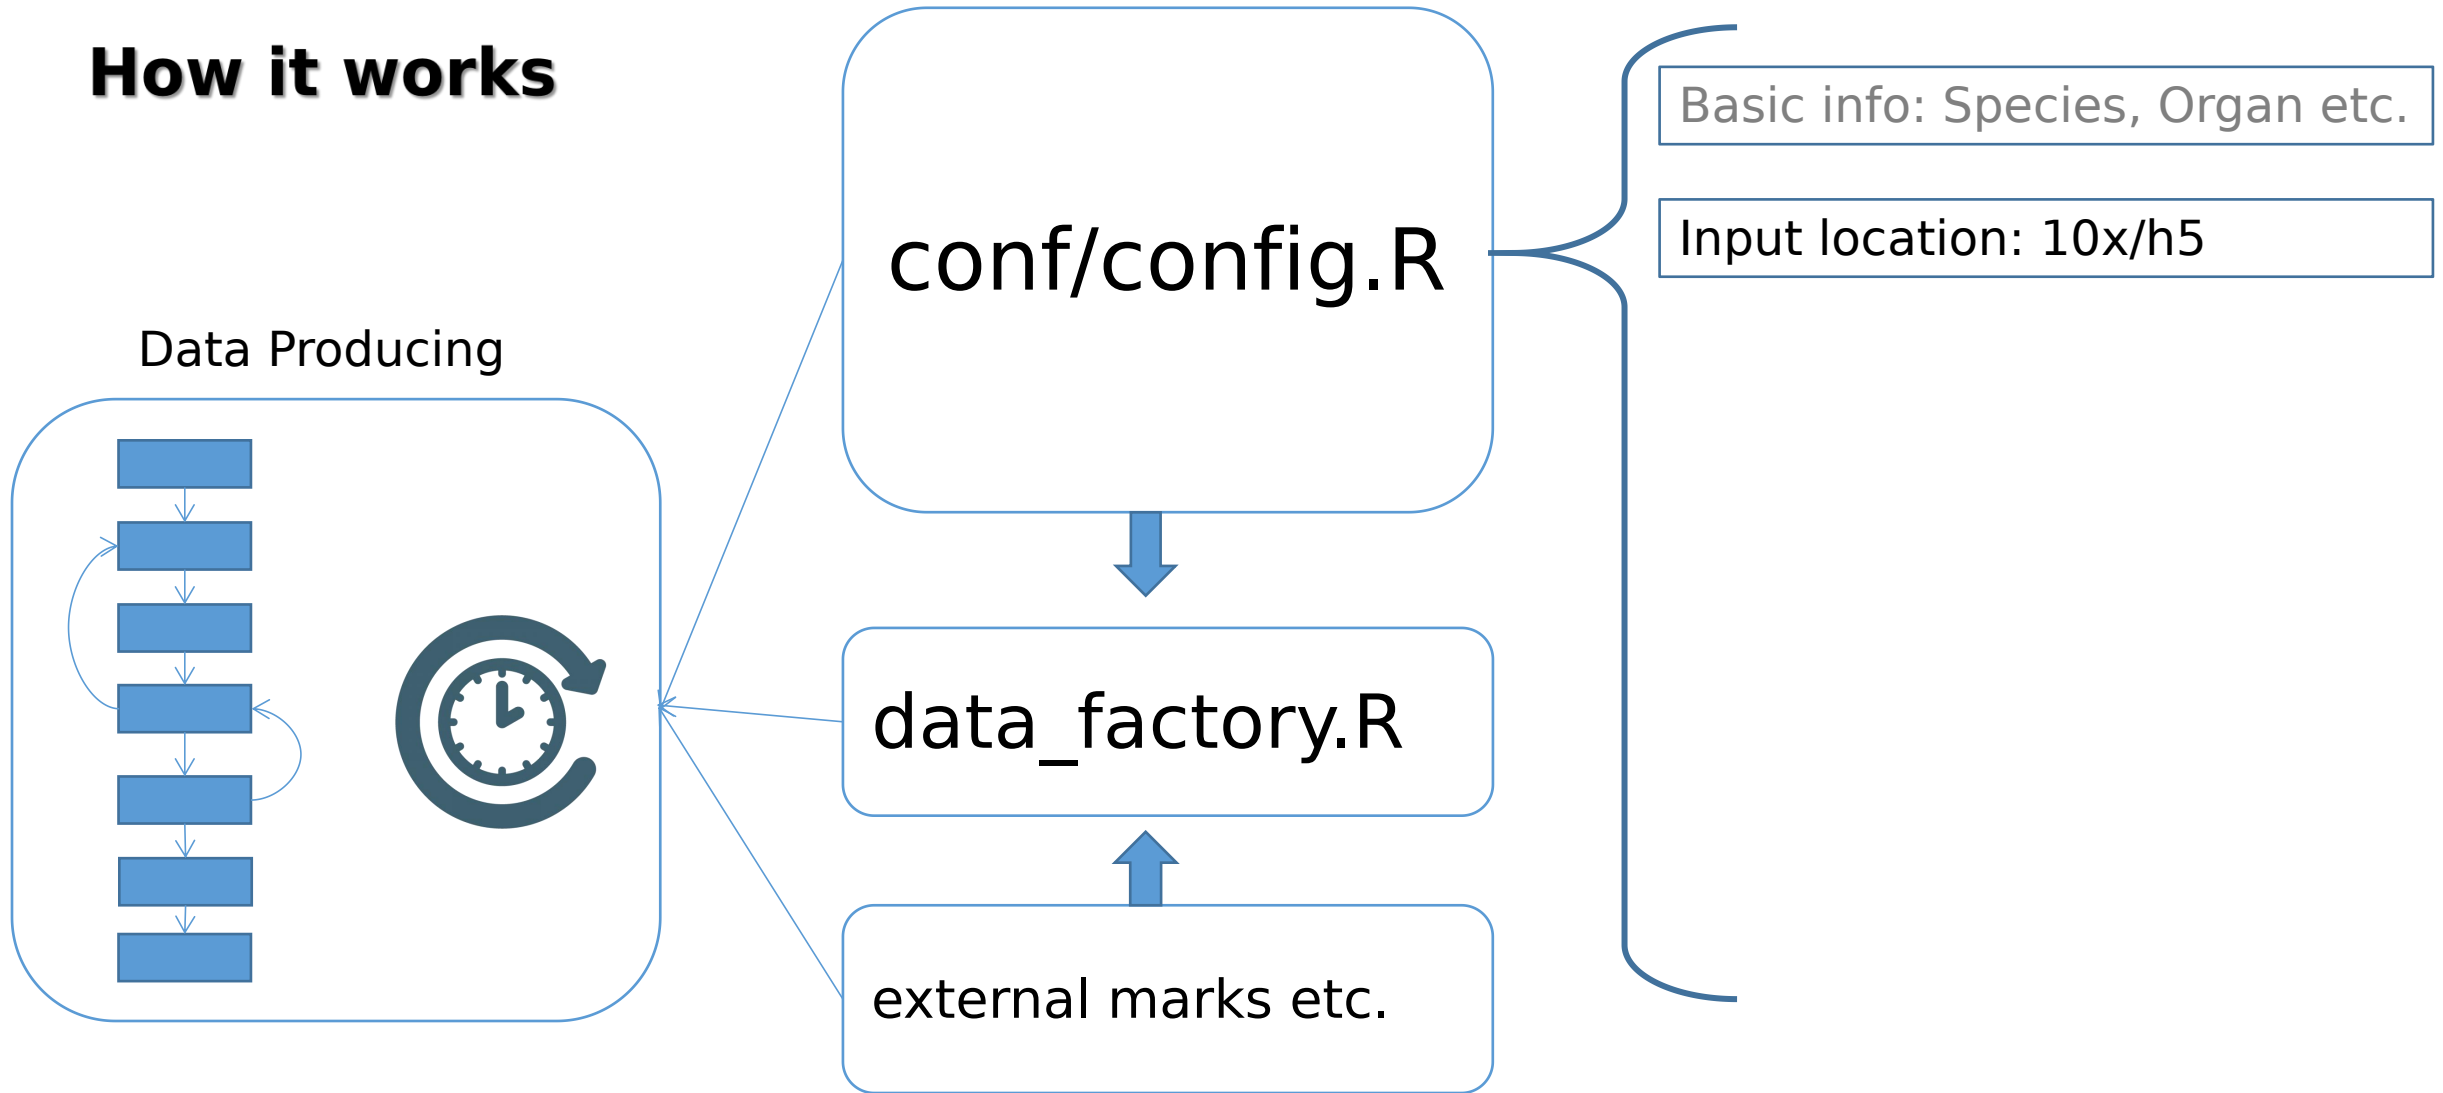 How it works
Data Producing
conf/config.R
data_factory.R
external marks etc.
Basic info: Species, Organ etc.
Input location: 10x/h5